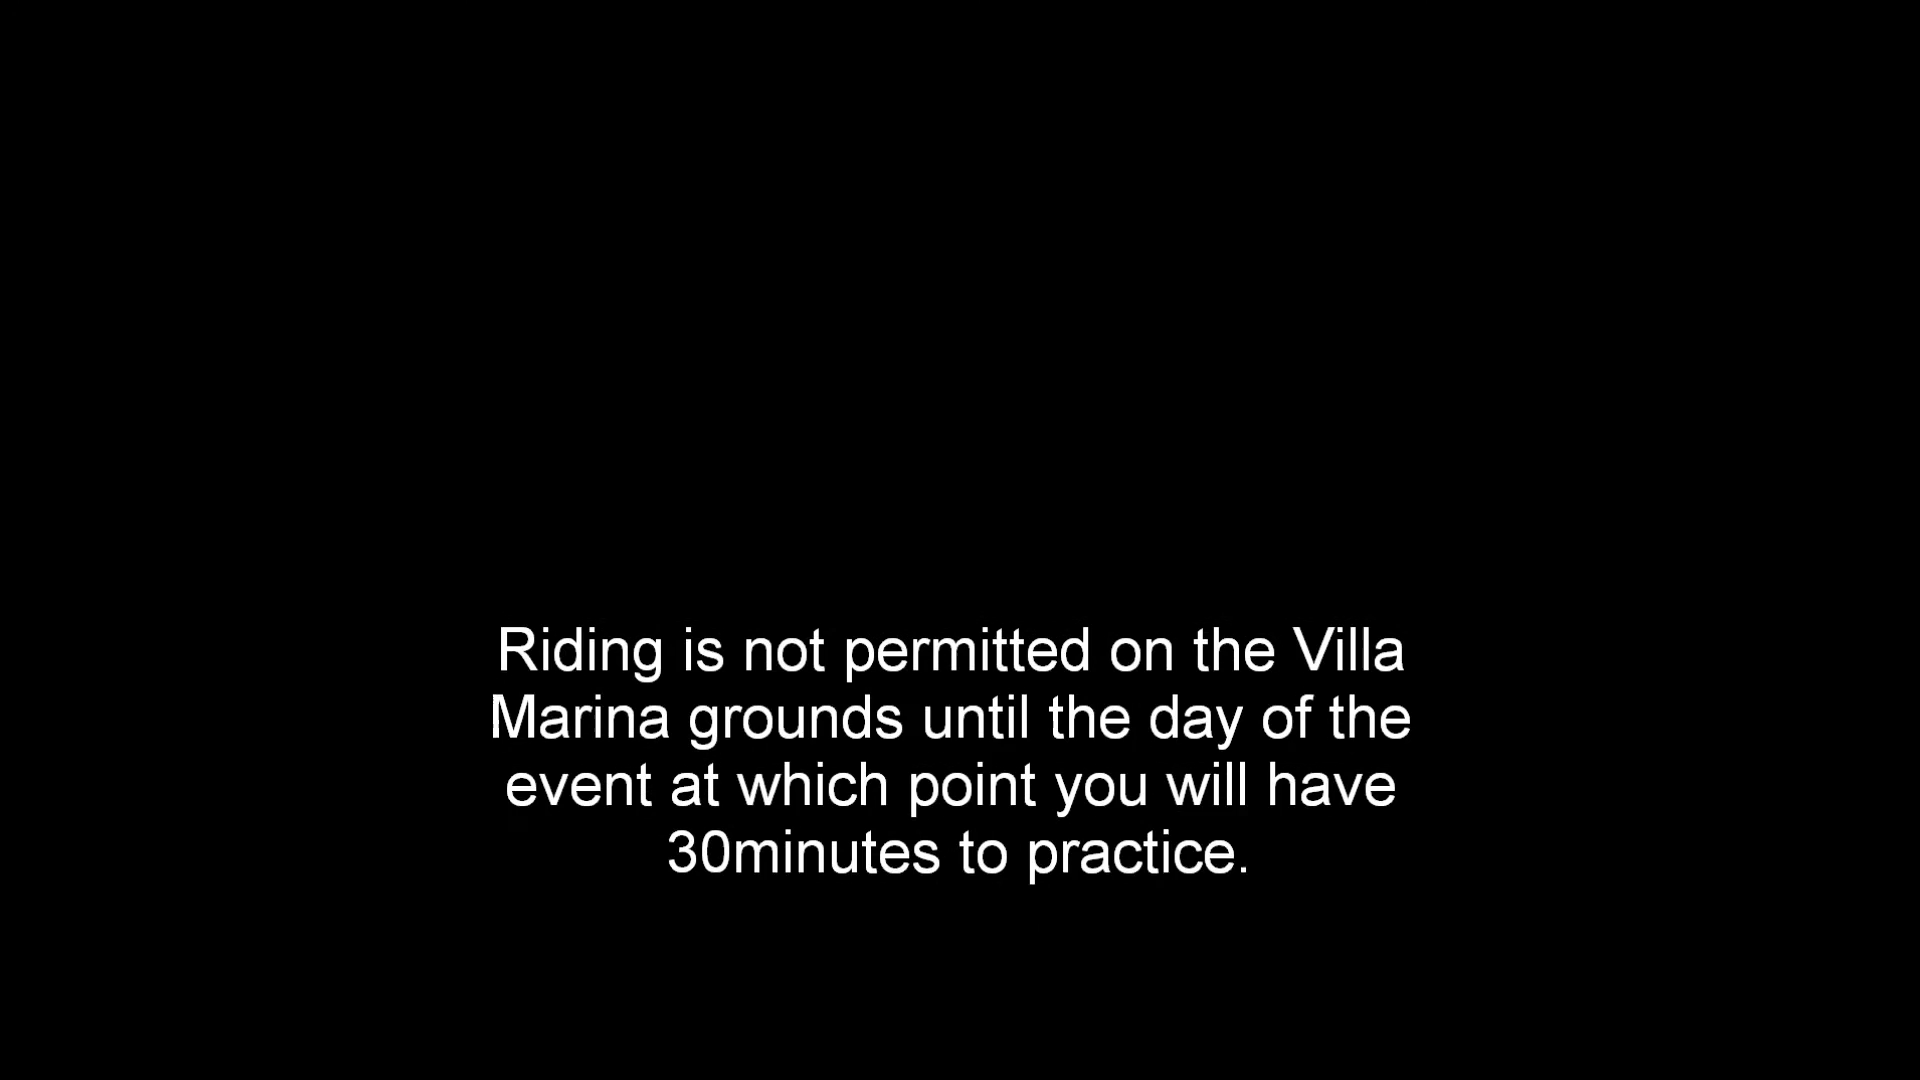 Riding is not permitted on the Villa
Marina grounds until the day of the
event at which point you will have
30minutes to practice.